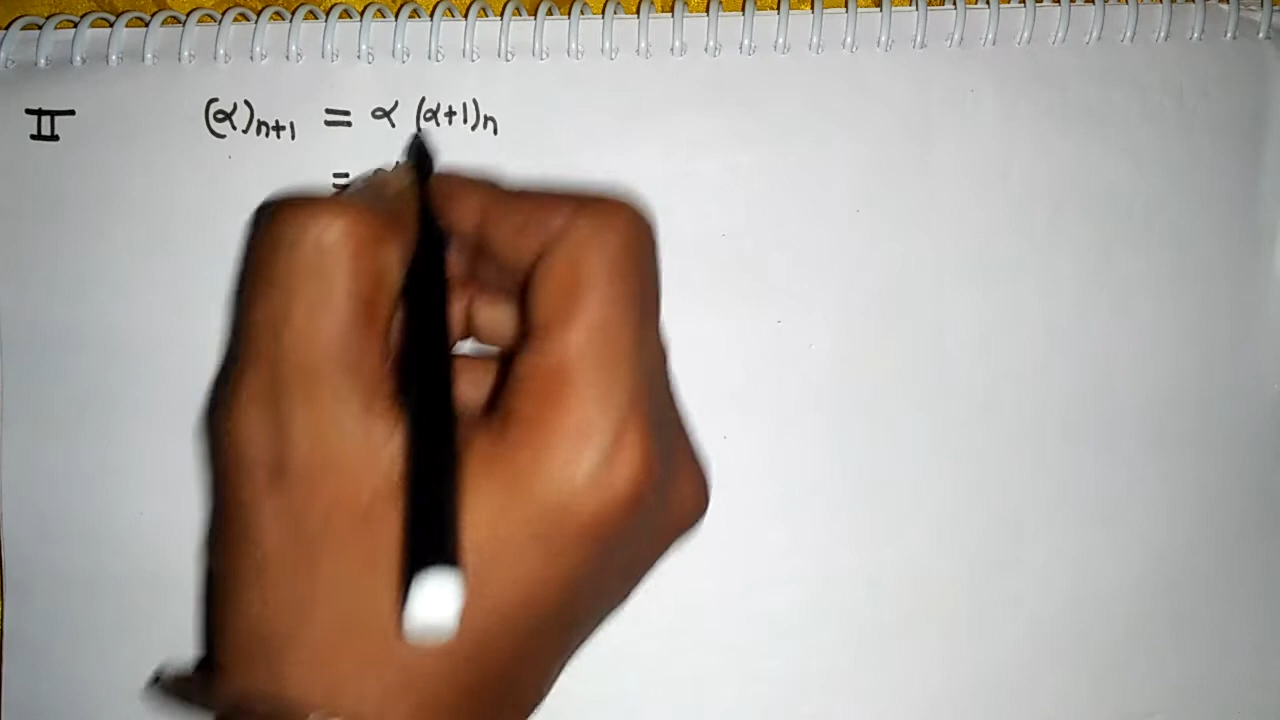 II (α)ₙ₊₁ = α (α+1)ₙ
=